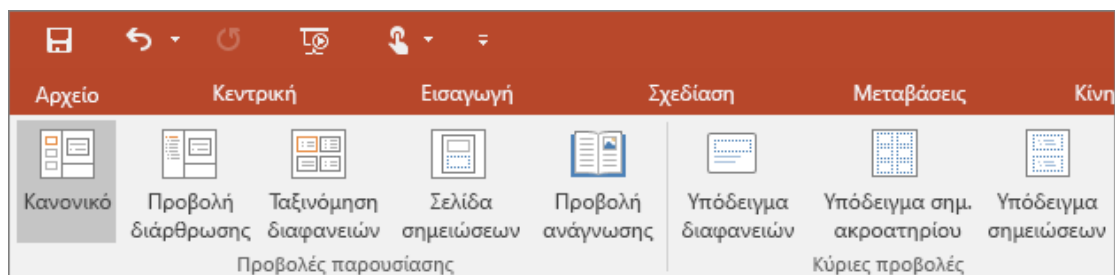 Αρχείο Κεντρική Εισαγωγή Σχεδίαση Μεταβάσεις Κίνη
Κανονικό Προβολή Ταξινόμηση Σελίδα Προβολή Υπόδειγμα Υπόδειγμα σημ. Υπόδειγμα
διάρθρωσης διαφανειών σημειώσεων ανάγνωσης διαφανειών ακροατηρίου σημειώσεων
Προβολές παρουσίασης Κύριες προβολές